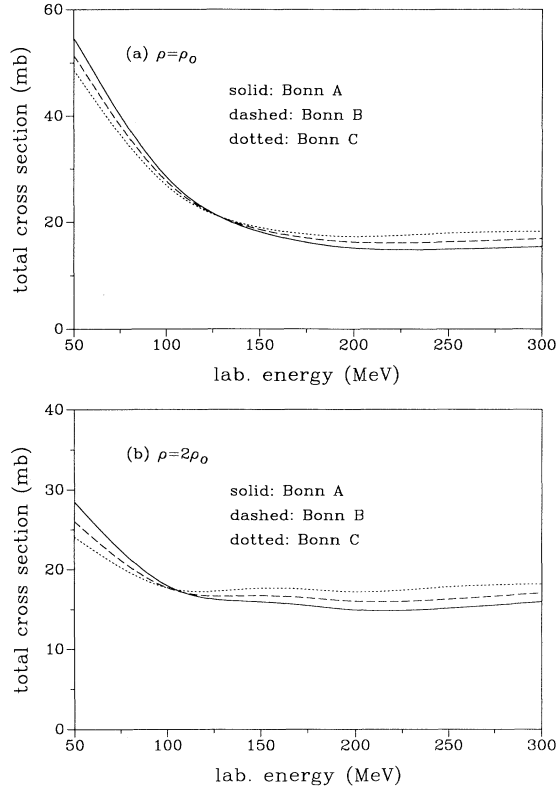 60
40
20
0
total cross section (mb)
(a) ρ=ρ₀
solid: Bonn A
dashed: Bonn B
dotted: Bonn C
50 100 150 200 250 300
lab. energy (MeV)
40
30
20
10
0
total cross section (mb)
(b) ρ=2ρ₀
solid: Bonn A
dashed: Bonn B
dotted: Bonn C
50 100 150 200 250 300
lab. energy (MeV)